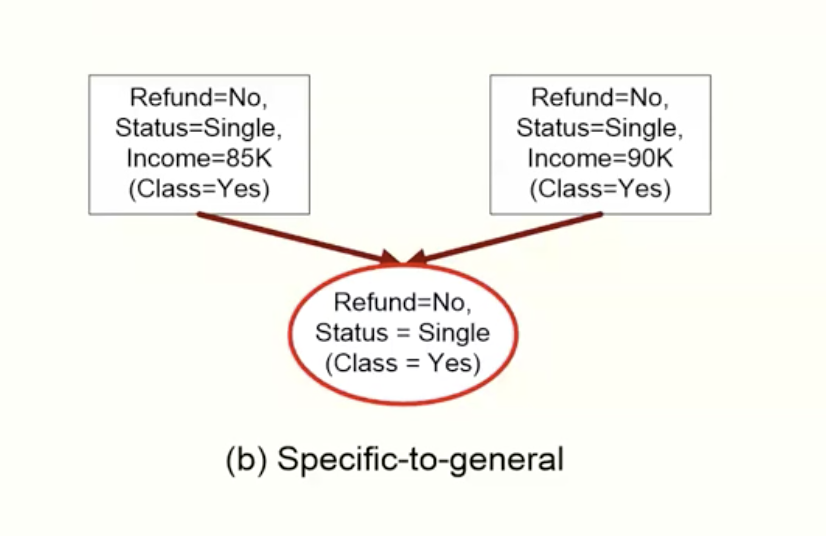 Refund=No,
Status=Single,
Income=85K
(Class=Yes)
Refund=No,
Status=Single,
Income=90K
(Class=Yes)
Refund=No,
Status = Single
(Class = Yes)
(b) Specific-to-general